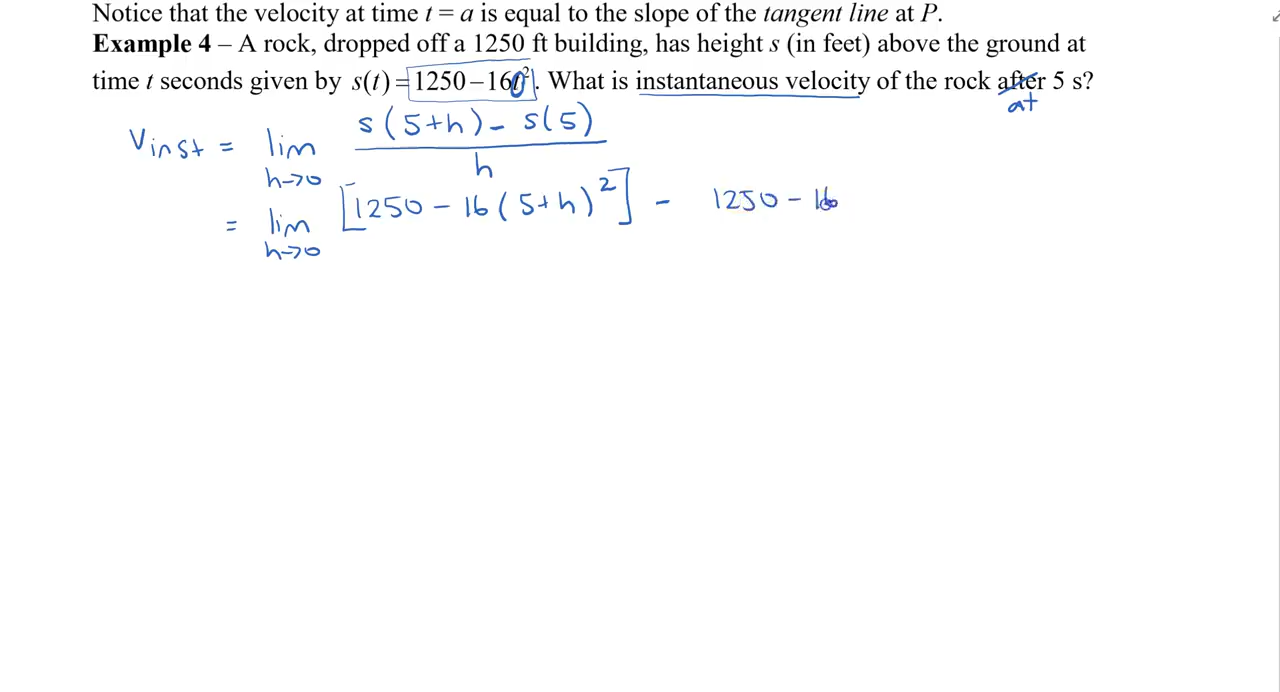 Notice that the velocity at time t = a is equal to the slope of the tangent line at P.
Example 4 – A rock, dropped off a 1250 ft building, has height s (in feet) above the ground at
time t seconds given by s(t) = 1250 − 16t². What is instantaneous velocity of the rock after 5 s?
at
Vinst = lim h→0 s(5+h) - s(5) / h
= lim h→0 [1250 - 16(5+h)²] - 1250 - 16